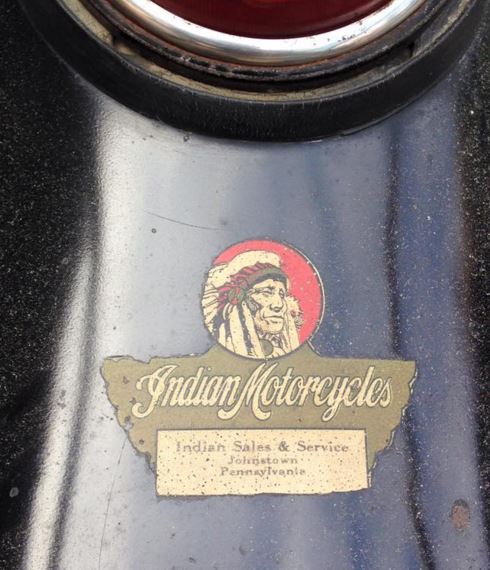 Indian Motorcycles
Indian Sales & Service
Johnstown
Pennsylvania